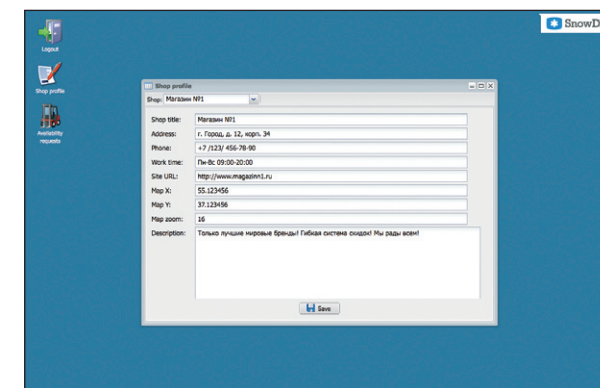 SnowD
Logout
Shop profile
Availability
requests
Shop profile
Shop: Магазин №1
Shop title: Магазин №1
Address: г. Город, д. 12, корп. 34
Phone: +7 /123/ 456-78-90
Work time: Пн-Вс 09:00-20:00
Site URL: http://www.magazinn1.ru
Map X: 55.123456
Map Y: 37.123456
Map zoom: 16
Description: Только лучшие мировые бренды! Гибкая система скидок! Мы рады всем!
Save